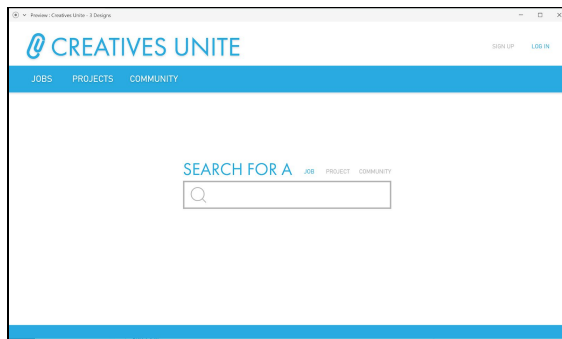 Preview : Creatives Unite - 3 Designs
CREATIVES UNITE
SIGN UP LOG IN
JOBS PROJECTS COMMUNITY
SEARCH FOR A JOB PROJECT COMMUNITY